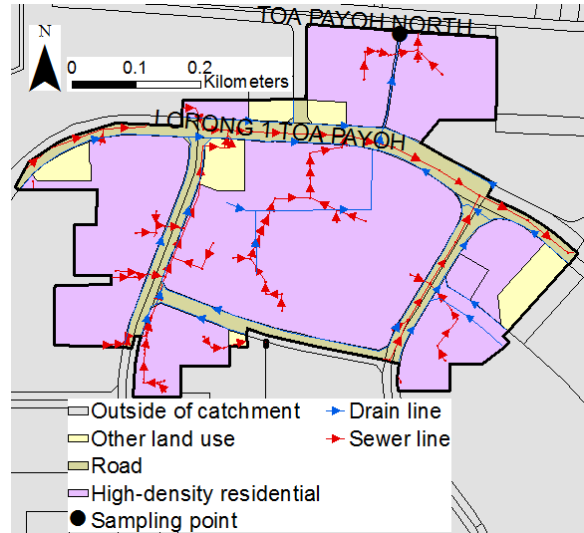 TOA PAYOH NORTH
N
0 0.1 0.2
Kilometers
LORONG 1 TOA PAYOH
Outside of catchment
Drain line
Other land use
Sewer line
Road
High-density residential
Sampling point